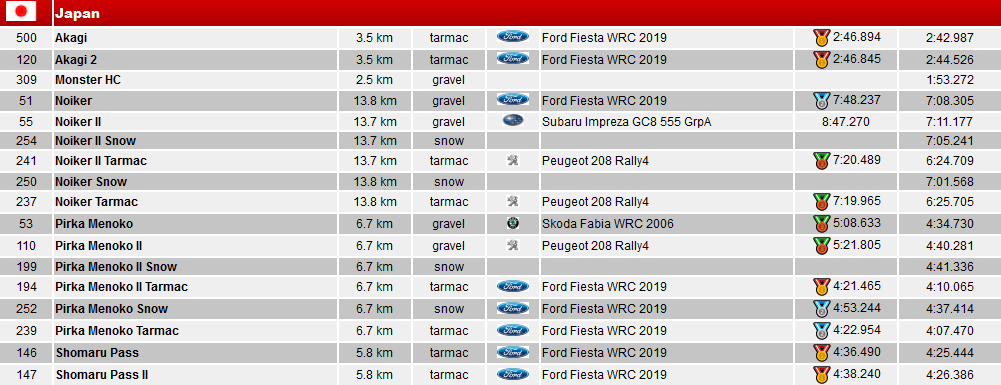 Japan
500 Akagi 3.5 km tarmac Ford Ford Fiesta WRC 2019 2:46.894 2:42.987
120 Akagi 2 3.5 km tarmac Ford Ford Fiesta WRC 2019 2:46.845 2:44.526
309 Monster HC 2.5 km gravel 1:53.272
51 Noiker 13.8 km gravel Ford Ford Fiesta WRC 2019 7:48.237 7:08.305
55 Noiker II 13.7 km gravel Subaru Impreza GC8 555 GrpA 8:47.270 7:11.177
254 Noiker II Snow 13.7 km snow 7:05.241
241 Noiker II Tarmac 13.7 km tarmac Peugeot 208 Rally4 7:20.489 6:24.709
250 Noiker Snow 13.8 km snow 7:01.568
237 Noiker Tarmac 13.8 km tarmac Peugeot 208 Rally4 7:19.965 6:25.705
53 Pirka Menoko 6.7 km gravel Skoda Fabia WRC 2006 5:08.633 4:34.730
110 Pirka Menoko II 6.7 km gravel Peugeot 208 Rally4 5:21.805 4:40.281
199 Pirka Menoko II Snow 6.7 km snow 4:41.336
194 Pirka Menoko II Tarmac 6.7 km tarmac Ford Ford Fiesta WRC 2019 4:21.465 4:10.065
252 Pirka Menoko Snow 6.7 km snow Ford Ford Fiesta WRC 2019 4:53.244 4:37.414
239 Pirka Menoko Tarmac 6.7 km tarmac Ford Ford Fiesta WRC 2019 4:22.954 4:07.470
146 Shomaru Pass 5.8 km tarmac Ford Ford Fiesta WRC 2019 4:36.490 4:25.444
147 Shomaru Pass II 5.8 km tarmac Ford Ford Fiesta WRC 2019 4:38.240 4:26.386